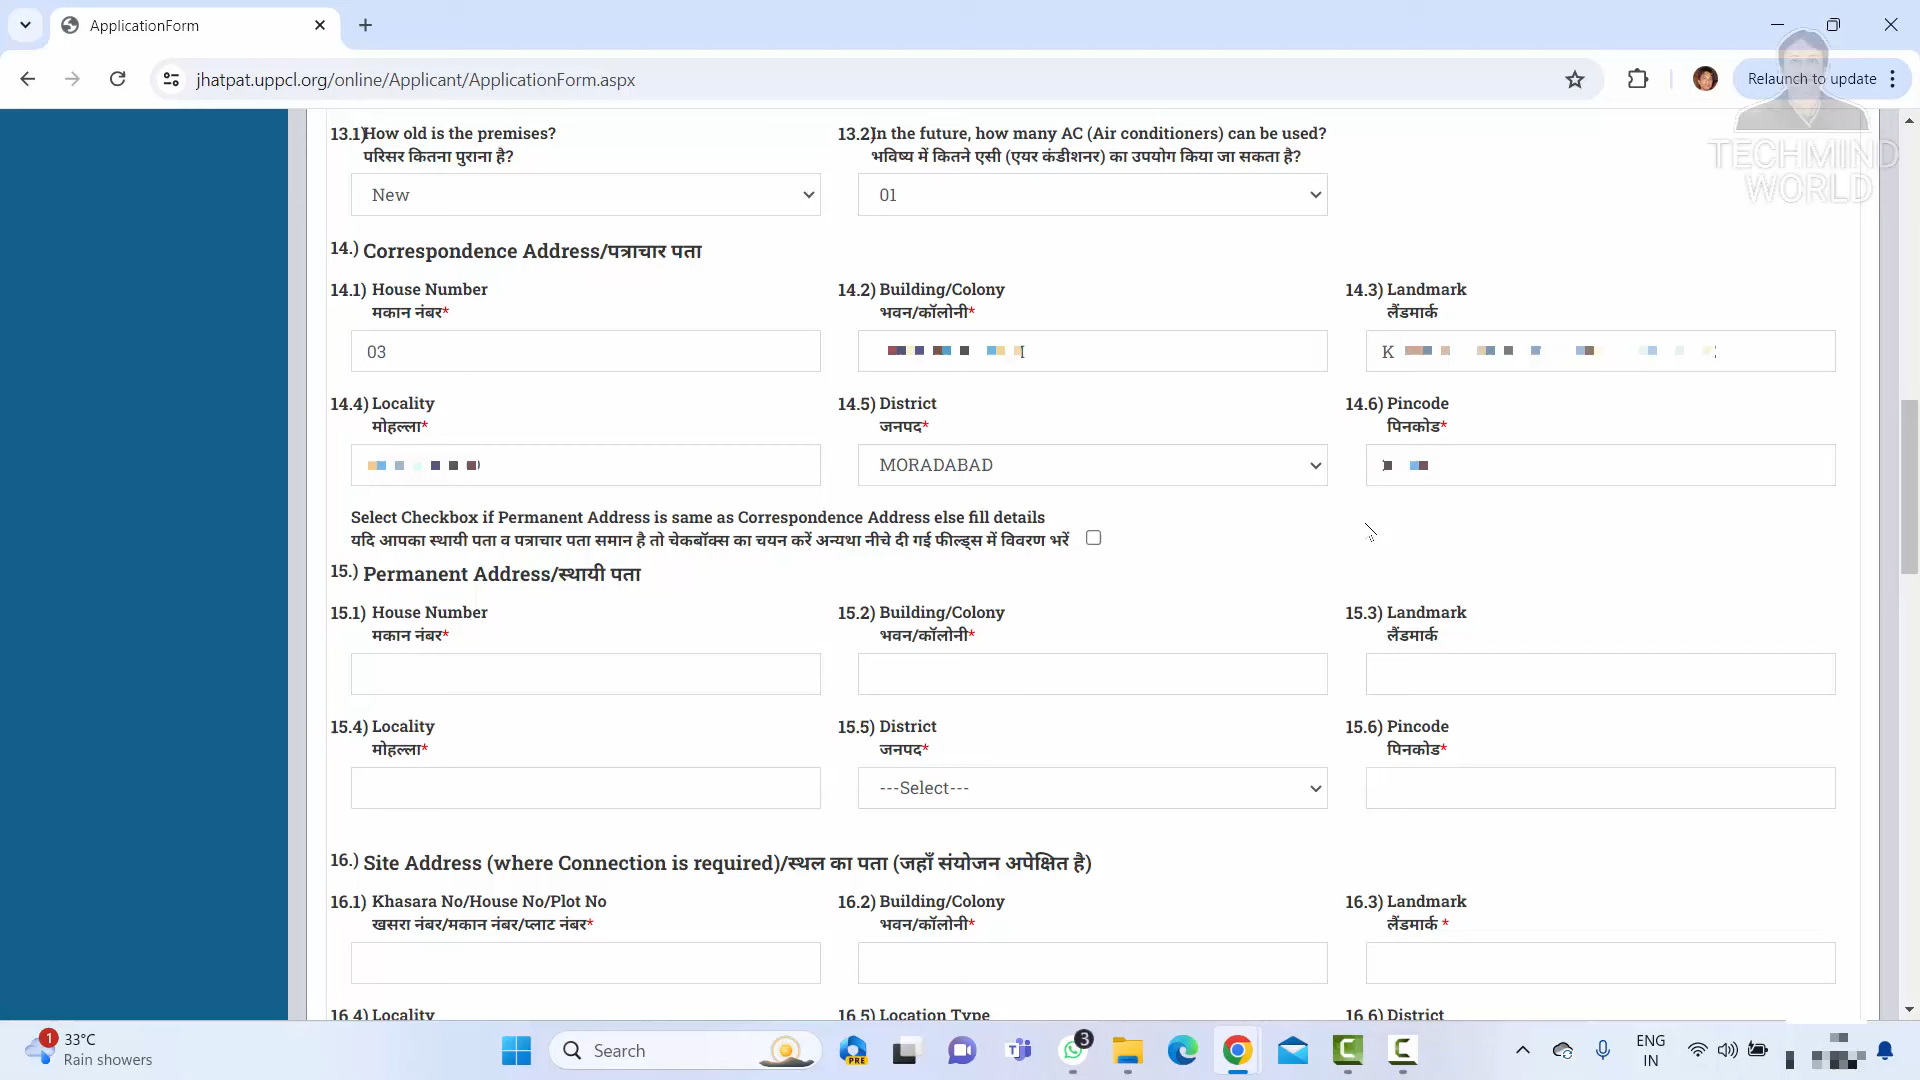 ApplicationForm
jhatpat.uppcl.org/online/Applicant/ApplicationForm.aspx
Relaunch to update
TECHMIND
WORLD
13.1)How old is the premises?
परिसर कितना पुराना है?
New
13.2)In the future, how many AC (Air conditioners) can be used?
भविष्य में कितने एसी (एयर कंडीशनर) का उपयोग किया जा सकता है?
01
14.) Correspondence Address/पत्राचार पता
14.1) House Number
मकान नंबर*
03
14.2) Building/Colony
भवन/कॉलोनी*
14.3) Landmark
लैंडमार्क
K
14.4) Locality
मोहल्ला*
14.5) District
जनपद*
MORADABAD
14.6) Pincode
पिनकोड*
Select Checkbox if Permanent Address is same as Correspondence Address else fill details
यदि आपका स्थायी पता व पत्राचार पता समान है तो चेकबॉक्स का चयन करें अन्यथा नीचे दी गई फील्ड्स में विवरण भरें
15.) Permanent Address/स्थायी पता
15.1) House Number
मकान नंबर*
15.2) Building/Colony
भवन/कॉलोनी*
15.3) Landmark
लैंडमार्क
15.4) Locality
मोहल्ला*
15.5) District
जनपद*
---Select---
15.6) Pincode
पिनकोड*
16.) Site Address (where Connection is required)/स्थल का पता (जहाँ संयोजन अपेक्षित है)
16.1) Khasara No/House No/Plot No
खसरा नंबर/मकान नंबर/प्लाट नंबर*
16.2) Building/Colony
भवन/कॉलोनी*
16.3) Landmark
लैंडमार्क *
16.4) Locality
16.5) Location Type
16.6) District
1
33°C
Rain showers
Search
PRE
3
ENG
IN